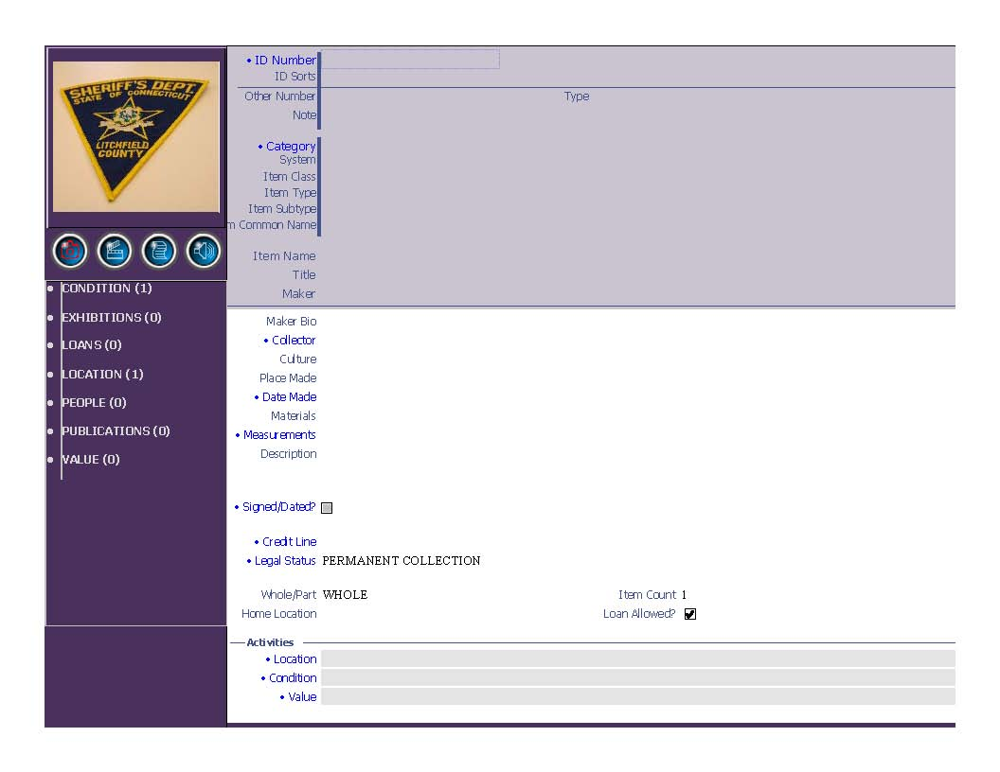 SHERIFF'S DEPT.
STATE OF CONNECTICUT
LITCHFIELD
COUNTY
CONDITION (1)
EXHIBITIONS (0)
LOANS (0)
LOCATION (1)
PEOPLE (0)
PUBLICATIONS (0)
VALUE (0)
• ID Number
ID Sorts
Other Number Type
Note
• Category
System
Item Class
Item Type
Item Subtype
m Common Name
Item Name
Title
Maker
Maker Bio
• Collector
Culture
Place Made
• Date Made
Materials
• Measurements
Description
• Signed/Dated?
• Credit Line
• Legal Status PERMANENT COLLECTION
Whole/Part WHOLE Item Count 1
Home Location Loan Allowed?
Activities
• Location
• Condition
• Value